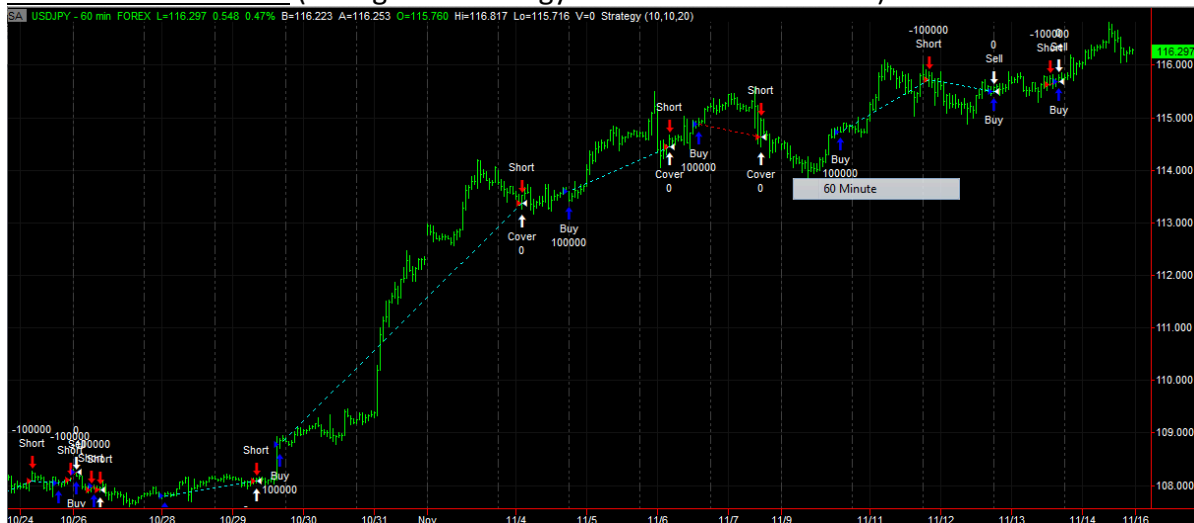 SA USDJPY - 60 min FOREX L=116.297 0.548 0.47% B=116.223 A=116.253 O=115.760 Hi=116.817 Lo=115.716 V=0 Strategy (10,10,20)
-100000
Short
0
Sell
-100000
Short
Sell
116.297
116.000
Buy
Buy
Short
Short
115.000
Buy
100000
Cover
0
Cover
0
Buy
100000
114.000
60 Minute
Short
Cover
0
Buy
100000
113.000
112.000
111.000
110.000
109.000
-100000
Short
-100000
Short
Short
Short
Buy
100000
108.000
Buy
10/24 10/26 10/28 10/29 10/30 10/31 Nov 11/4 11/5 11/6 11/7 11/9 11/11 11/12 11/13 11/14 11/16